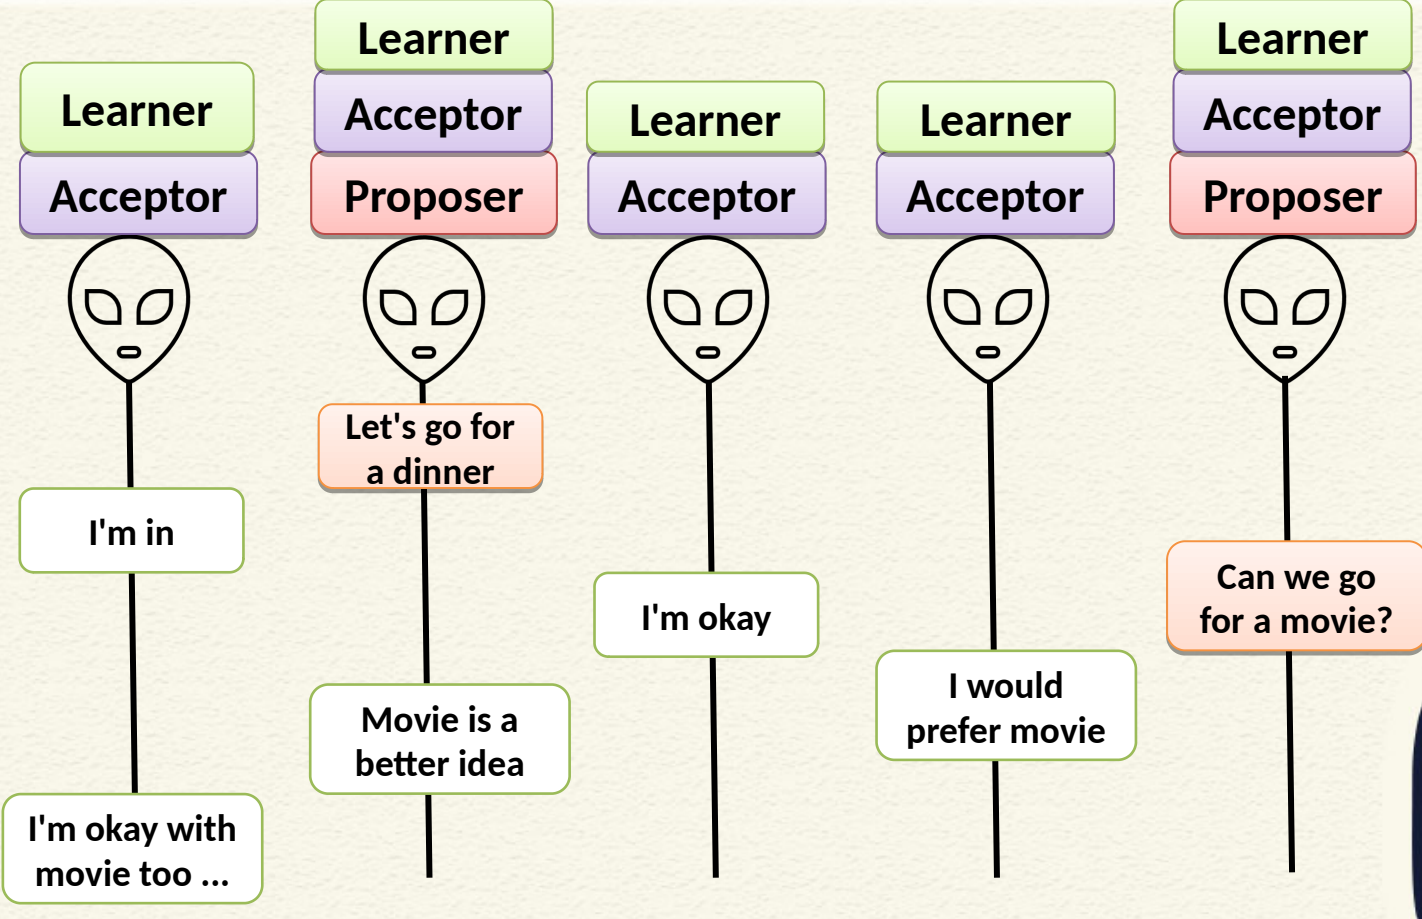 Learner
Acceptor
Learner
Acceptor
Proposer
Learner
Acceptor
Learner
Acceptor
Learner
Acceptor
Proposer
Let's go for
a dinner
I'm in
Can we go
for a movie?
I'm okay
I would
prefer movie
Movie is a
better idea
I'm okay with
movie too ...